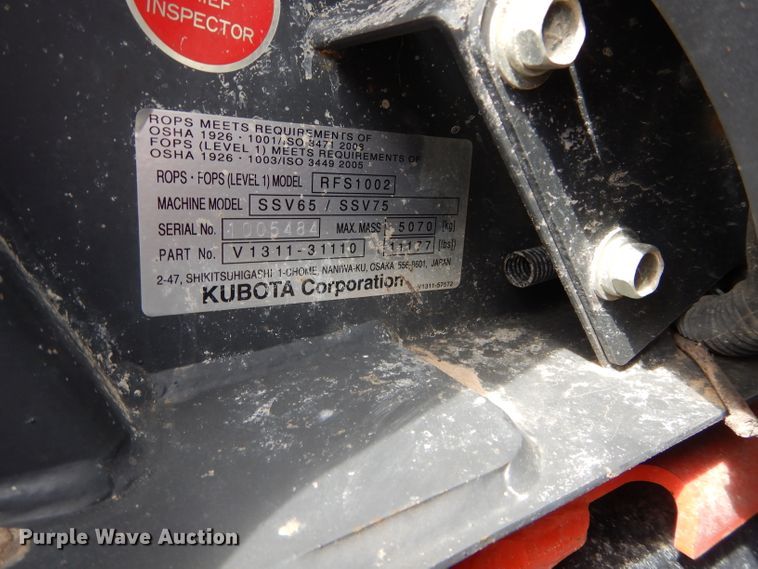 INSPECTOR
ROPS MEETS REQUIREMENTS OF
OSHA 1926・1001/ISO 3471 2008
FOPS (LEVEL 1) MEETS REQUIREMENTS OF
OSHA 1926・1003/ISO 3449 2005
ROPS・FOPS (LEVEL 1) MODEL RFS1002
MACHINE MODEL SSV65 / SSV75
SERIAL No. 1005484 MAX. MASS 5070 [kg]
PART No. V1311-31110 11177 [lbs]
2-47, SHIKITSUHIGASHI 1-CHOME, NANIWA-KU, OSAKA 556-8601, JAPAN
KUBOTA Corporation V1311-57572
Purple Wave Auction